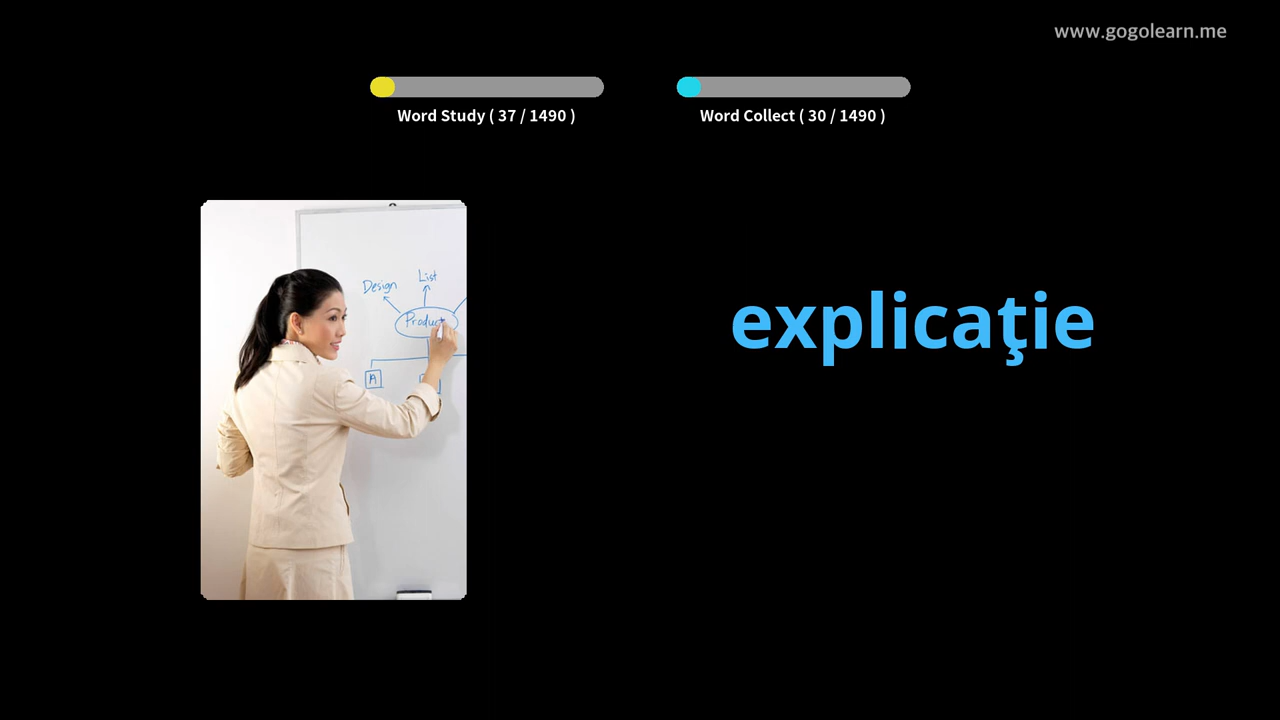 www.gogolearn.me
Word Study ( 37 / 1490 )
Word Collect ( 30 / 1490 )
Design
List
Product
A
explicaţie